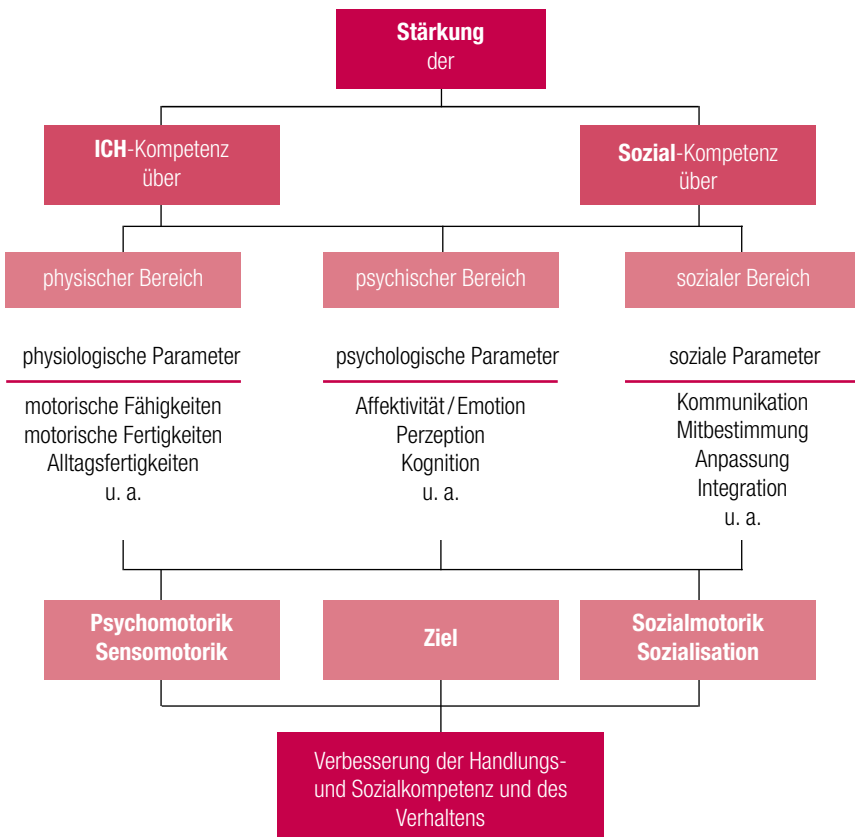 Stärkung
der
ICH-Kompetenz
über
Sozial-Kompetenz
über
physischer Bereich
psychischer Bereich
sozialer Bereich
physiologische Parameter
motorische Fähigkeiten
motorische Fertigkeiten
Alltagsfertigkeiten
u. a.
psychologische Parameter
Affektivität / Emotion
Perzeption
Kognition
u. a.
soziale Parameter
Kommunikation
Mitbestimmung
Anpassung
Integration
u. a.
Psychomotorik
Sensomotorik
Ziel
Sozialmotorik
Sozialisation
Verbesserung der Handlungs-
und Sozialkompetenz und des
Verhaltens